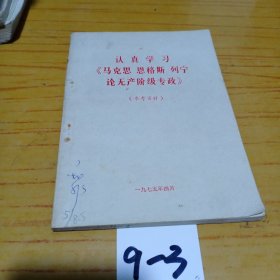 认真学习
《马克思 恩格斯 列宁
论无产阶级专政》
(参考资料)
一九七五年四月
9-3